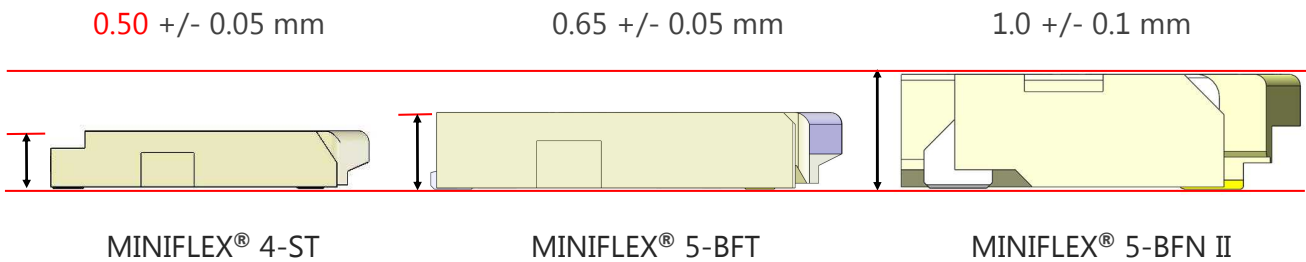 0.50 +/- 0.05 mm 0.65 +/- 0.05 mm 1.0 +/- 0.1 mm
MINIFLEX® 4-ST MINIFLEX® 5-BFT MINIFLEX® 5-BFN II